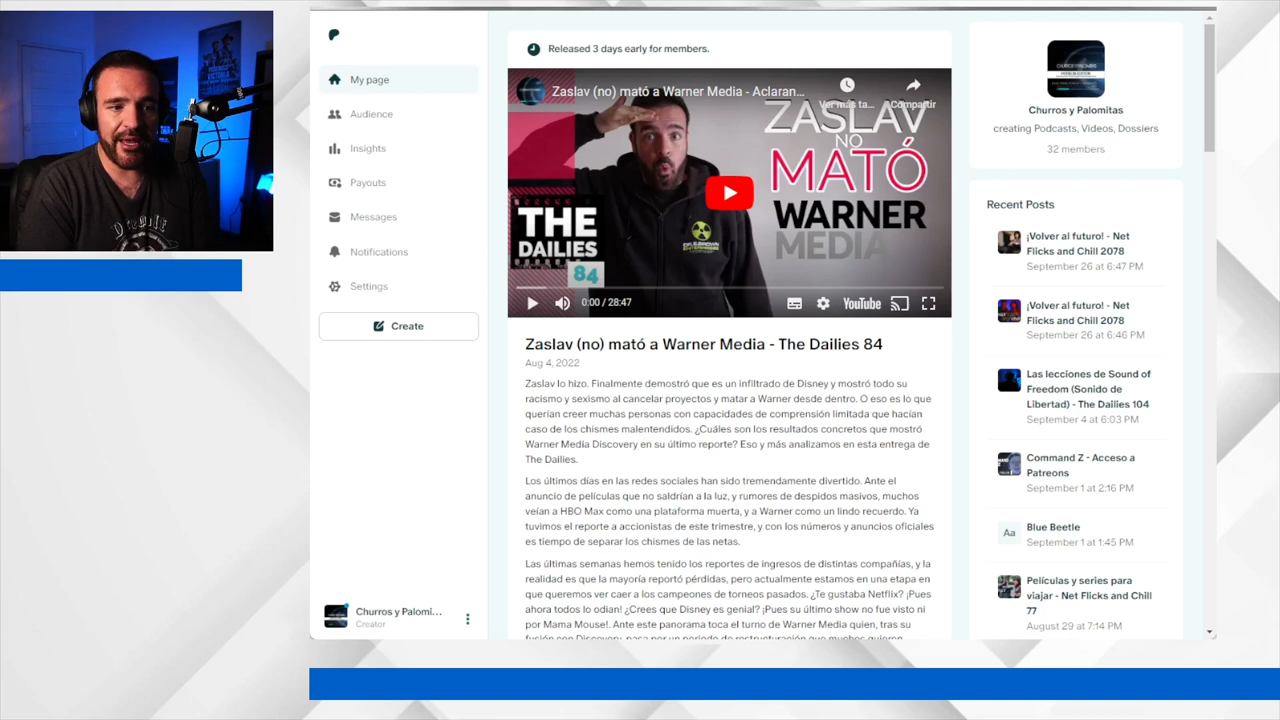 My page
Audience
Insights
Payouts
Messages
Notifications
Settings
Create
Churros y Palomi...
Creator
Released 3 days early for members.
Zaslav (no) mató a Warner Media - Aclaran...
Ver más ta...
Compartir
ZASLAV
NO
MATÓ
WARNER
MEDIA
THE
DAILIES
84
0:00 / 28:47
YouTube
Zaslav (no) mató a Warner Media - The Dailies 84
Aug 4, 2022
Zaslav lo hizo. Finalmente demostró que es un infiltrado de Disney y mostró todo su
racismo y sexismo al cancelar proyectos y matar a Warner desde dentro. O eso es lo que
querían creer muchas personas con capacidades de comprensión limitada que hacían
caso de los chismes malentendidos. ¿Cuáles son los resultados concretos que mostró
Warner Media Discovery en su último reporte? Eso y más analizamos en esta entrega de
The Dailies.
Los últimos días en las redes sociales han sido tremendamente divertido. Ante el
anuncio de películas que no saldrían a la luz, y rumores de despidos masivos, muchos
veían a HBO Max como una plataforma muerta, y a Warner como un lindo recuerdo. Ya
tuvimos el reporte a accionistas de este trimestre, y con los números y anuncios oficiales
es tiempo de separar los chismes de las netas.
Las últimas semanas hemos tenido los reportes de ingresos de distintas compañías, y la
realidad es que la mayoría reportó pérdidas, pero actualmente estamos en una etapa en
que queremos ver caer a los campeones de torneos pasados. ¿Te gustaba Netflix? ¡Pues
ahora todos lo odian! ¿Crees que Disney es genial? ¡Pues su último show no fue visto ni
por Mama Mouse!. Ante este panorama toca el turno de Warner Media quien, tras su
fusión con Discovery, pasa por un periodo de restructuración que muchos quieren
Churros y Palomitas
creating Podcasts, Videos, Dossiers
32 members
Recent Posts
¡Volver al futuro! - Net
Flicks and Chill 2078
September 26 at 6:47 PM
¡Volver al futuro! - Net
Flicks and Chill 2078
September 26 at 6:46 PM
Las lecciones de Sound of
Freedom (Sonido de
Libertad) - The Dailies 104
September 4 at 6:03 PM
Command Z - Acceso a
Patreons
September 1 at 2:16 PM
Aa
Blue Beetle
September 1 at 1:45 PM
Películas y series para
viajar - Net Flicks and Chill
77
August 29 at 7:14 PM